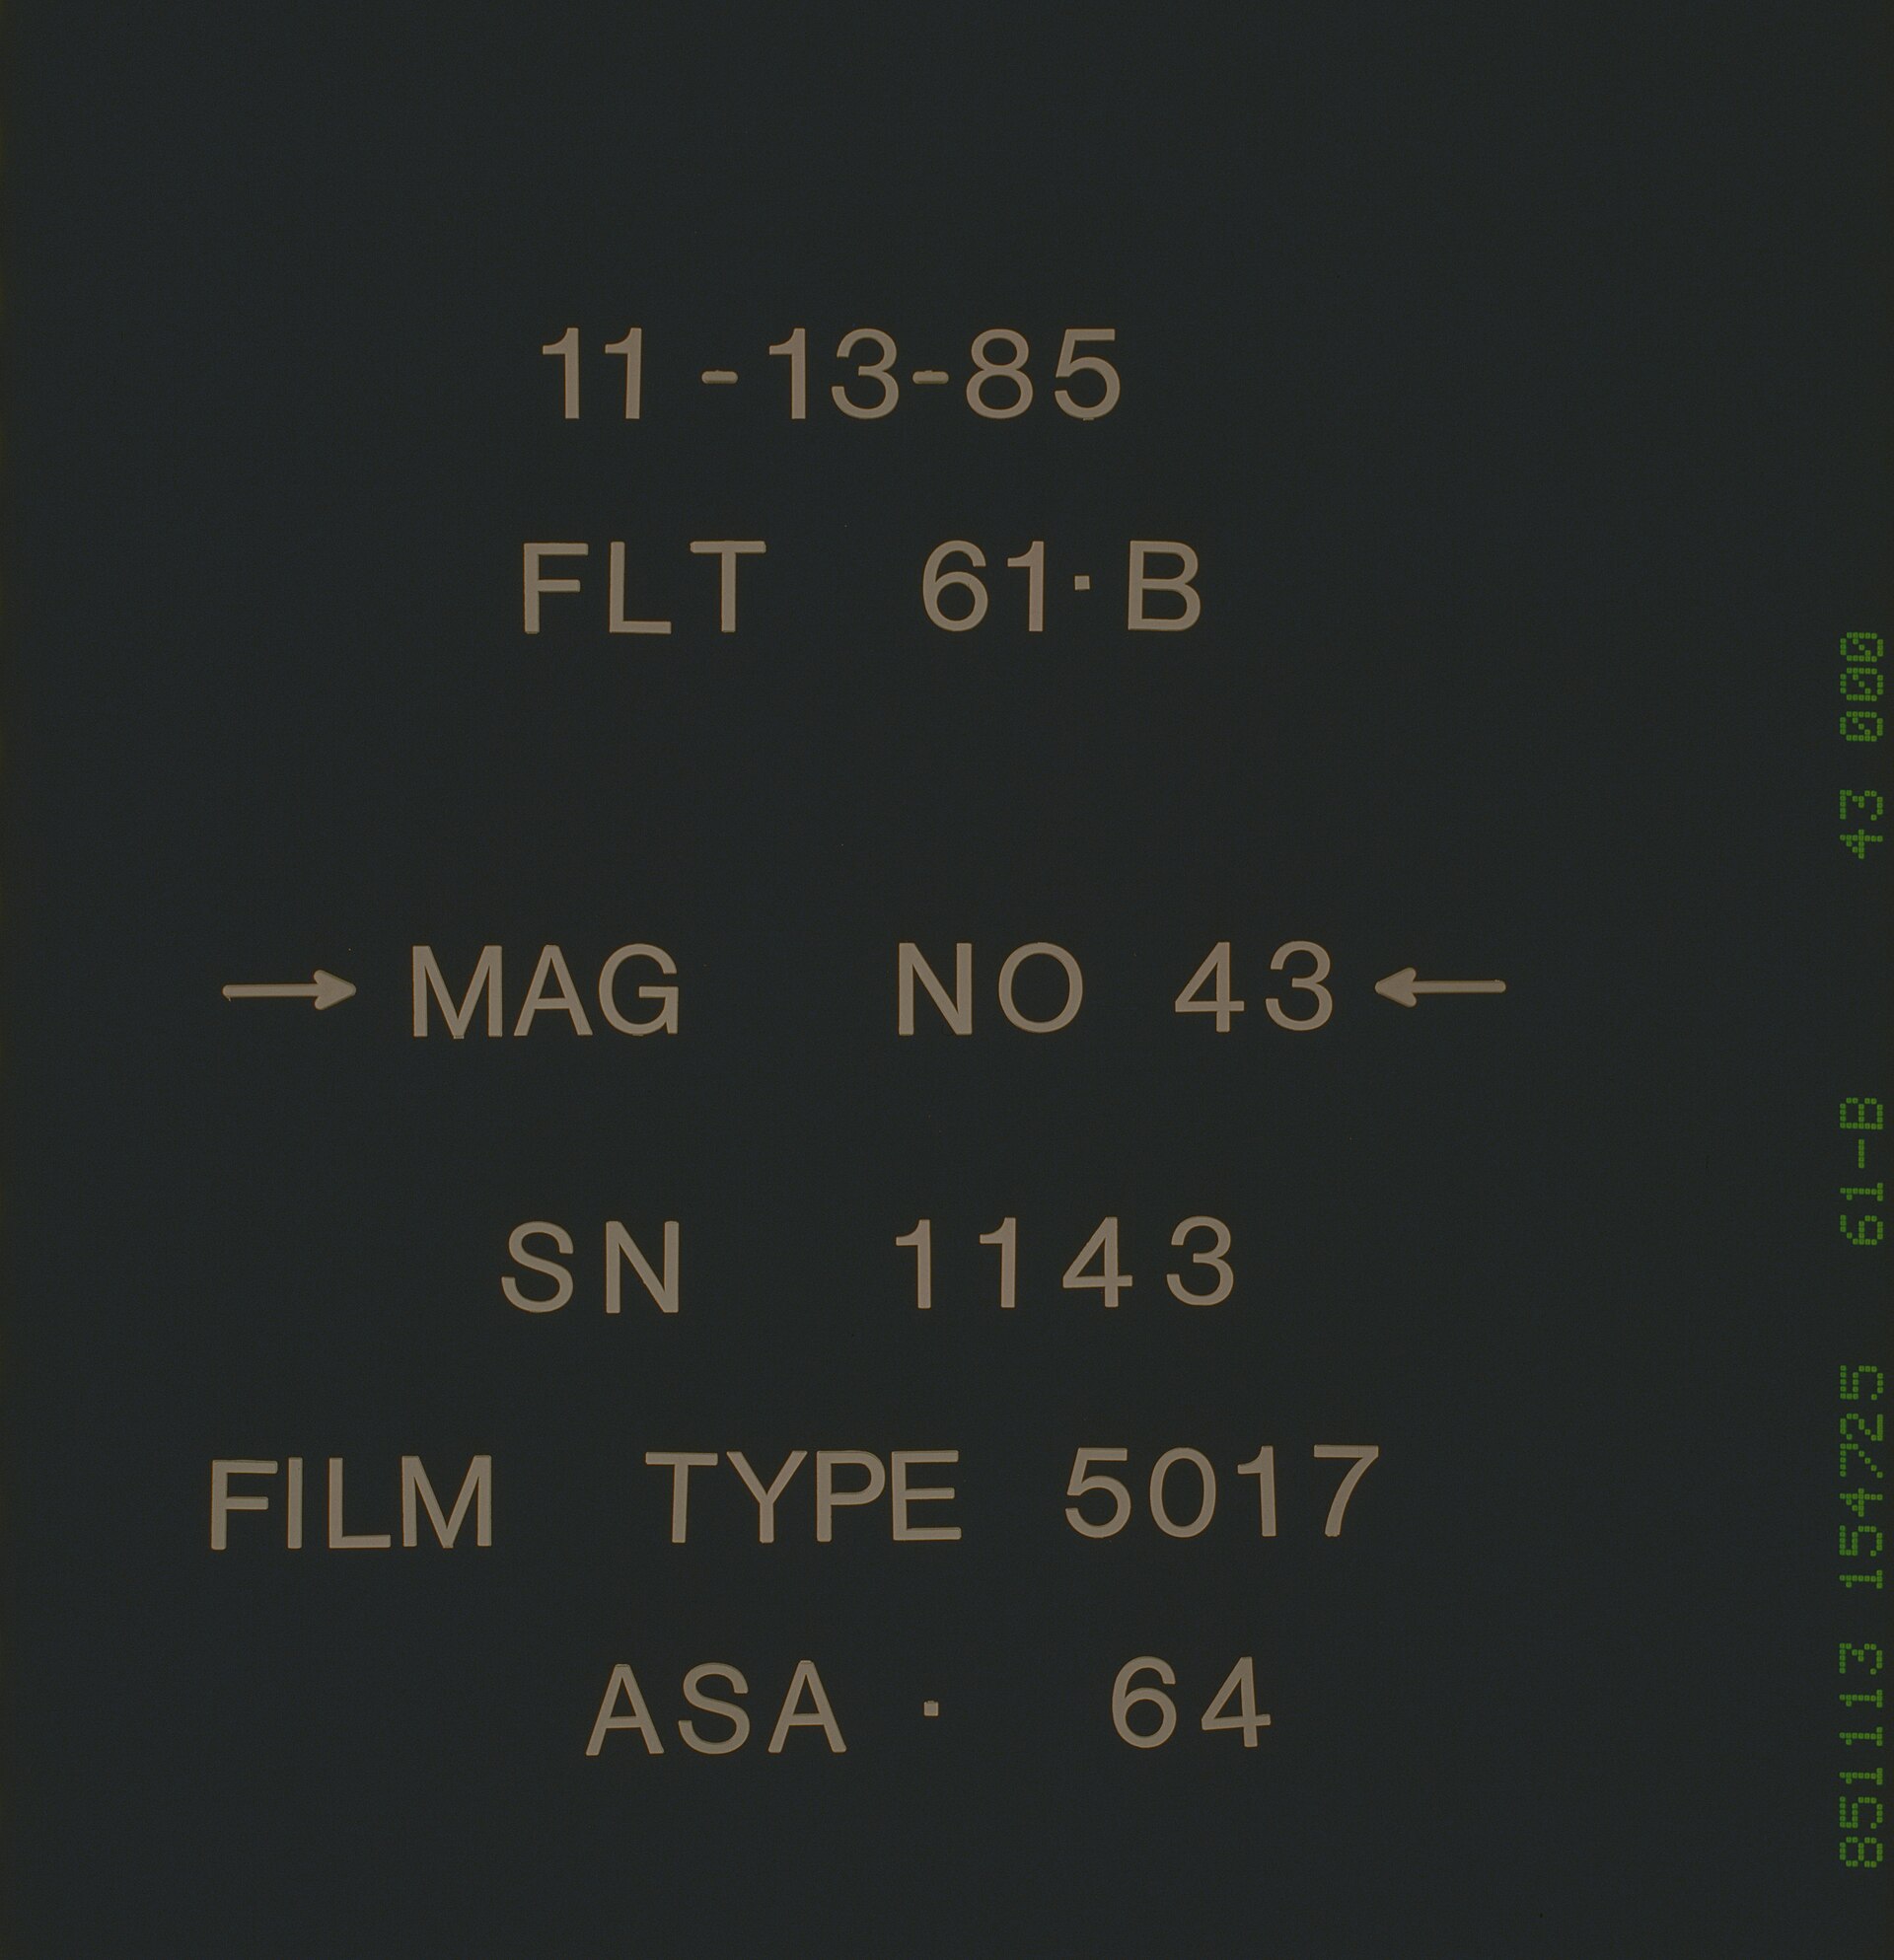 11-13-85
FLT 61·B
→ MAG NO 43 ←
SN 1143
FILM TYPE 5017
ASA · 64
851113 154725 61-B 43 000